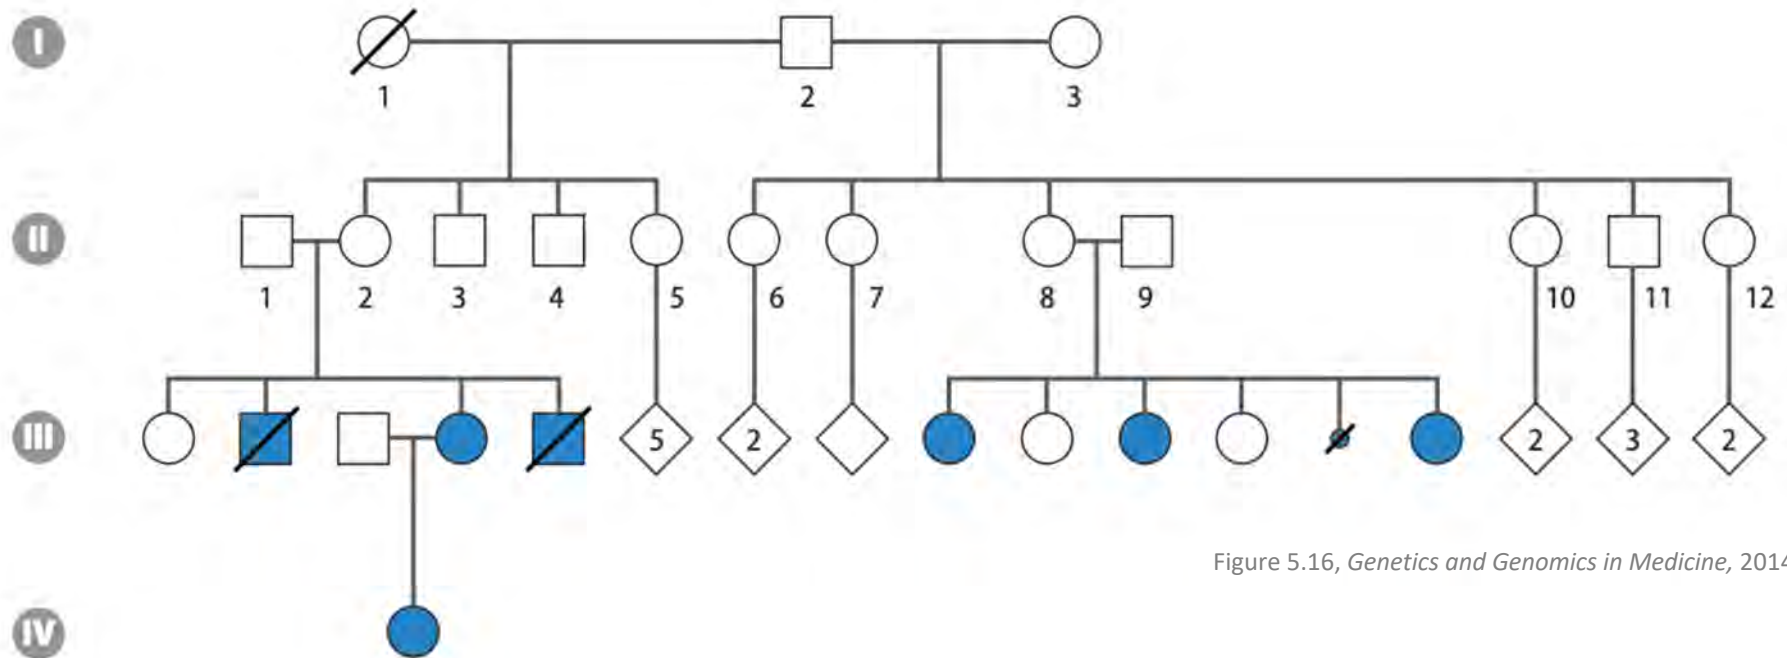 I
1 2 3
II
1 2 3 4 5 6 7 8 9 10 11 12
III
5 2 2 3 2
Figure 5.16, Genetics and Genomics in Medicine, 2014
IV